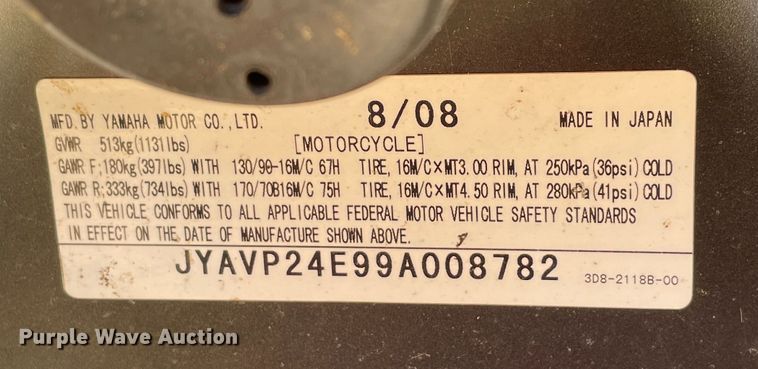 MFD. BY YAMAHA MOTOR CO.,LTD. 8/08 MADE IN JAPAN
GVWR 513kg(1131lbs) [MOTORCYCLE]
GAWR F;180kg(397lbs) WITH 130/90-16M/C 67H TIRE, 16M/C×MT3.00 RIM, AT 250kPa(36psi) COLD
GAWR R;333kg(734lbs) WITH 170/70B16M/C 75H TIRE, 16M/C×MT4.50 RIM, AT 280kPa(41psi) COLD
THIS VEHICLE CONFORMS TO ALL APPLICABLE FEDERAL MOTOR VEHICLE SAFETY STANDARDS
IN EFFECT ON THE DATE OF MANUFACTURE SHOWN ABOVE.
JYAVP24E99A008782 3D8-2118B-00
Purple Wave Auction